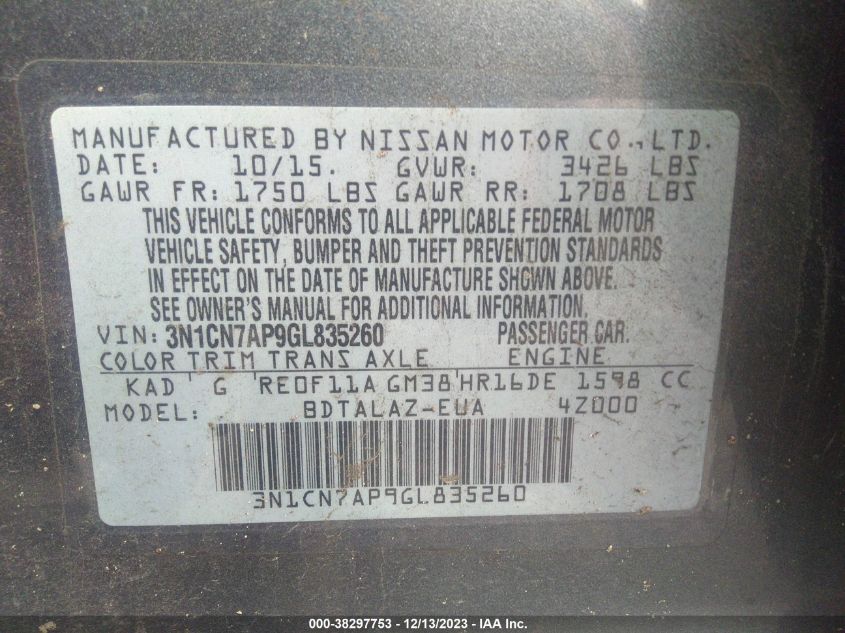 MANUFACTURED BY NISSAN MOTOR CO., LTD.
DATE: 10/15. GVWR: 3426 LBS
GAWR FR: 1750 LBS GAWR RR: 1708 LBS
THIS VEHICLE CONFORMS TO ALL APPLICABLE FEDERAL MOTOR
VEHICLE SAFETY, BUMPER AND THEFT PREVENTION STANDARDS
IN EFFECT ON THE DATE OF MANUFACTURE SHOWN ABOVE.
SEE OWNER'S MANUAL FOR ADDITIONAL INFORMATION.
VIN: 3N1CN7AP9GL835260 PASSENGER CAR.
COLOR TRIM TRANS AXLE ENGINE
KAD G RE0F11A GM38 HR16DE 1598 CC
MODEL: BDTALAZ-EUA 4Z000
3N1CN7AP9GL835260
000-38297753 - 12/13/2023 - IAA Inc.